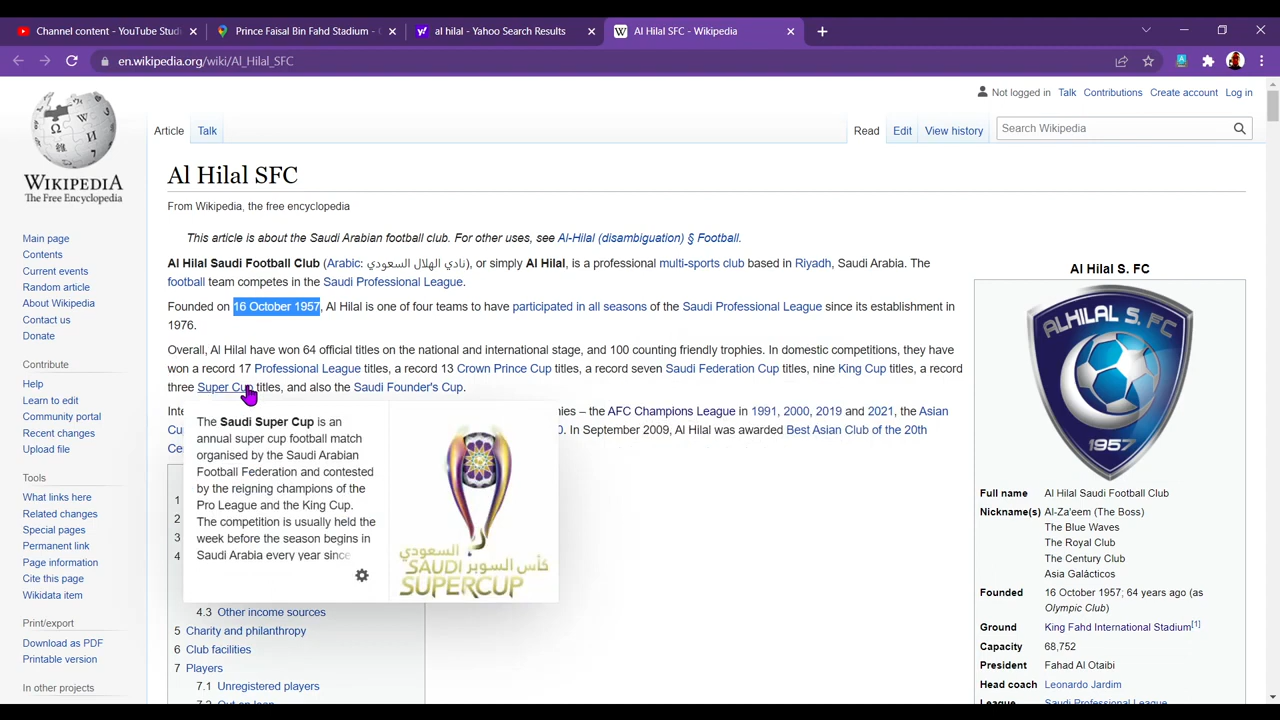 Channel content - YouTube Studi
Prince Faisal Bin Fahd Stadium -
al hilal - Yahoo Search Results
Al Hilal SFC - Wikipedia
en.wikipedia.org/wiki/Al_Hilal_SFC
Not logged in Talk Contributions Create account Log in
Article Talk
Read Edit View history
Search Wikipedia
WIKIPEDIA
The Free Encyclopedia
Main page
Contents
Current events
Random article
About Wikipedia
Contact us
Donate
Contribute
Help
Learn to edit
Community portal
Recent changes
Upload file
Tools
What links here
Related changes
Special pages
Permanent link
Page information
Cite this page
Wikidata item
Print/export
Download as PDF
Printable version
In other projects
Al Hilal SFC
From Wikipedia, the free encyclopedia
This article is about the Saudi Arabian football club. For other uses, see Al-Hilal (disambiguation) § Football.
Al Hilal Saudi Football Club (Arabic: نادي الهلال السعودي), or simply Al Hilal, is a professional multi-sports club based in Riyadh, Saudi Arabia. The
football team competes in the Saudi Professional League.
Founded on 16 October 1957, Al Hilal is one of four teams to have participated in all seasons of the Saudi Professional League since its establishment in
1976.
Overall, Al Hilal have won 64 official titles on the national and international stage, and 100 counting friendly trophies. In domestic competitions, they have
won a record 17 Professional League titles, a record 13 Crown Prince Cup titles, a record seven Saudi Federation Cup titles, nine King Cup titles, a record
three Super Cup titles, and also the Saudi Founder's Cup.
– the AFC Champions League in 1991, 2000, 2019 and 2021, the Asian
In September 2009, Al Hilal was awarded Best Asian Club of the 20th
The Saudi Super Cup is an
annual super cup football match
organised by the Saudi Arabian
Football Federation and contested
by the reigning champions of the
Pro League and the King Cup.
The competition is usually held the
week before the season begins in
Saudi Arabia every year since
كأس السوبر السعودي
SAUDI
SUPERCUP
1
2
3
4
4.3 Other income sources
5 Charity and philanthropy
6 Club facilities
7 Players
7.1 Unregistered players
7.2 Out on loan
Al Hilal S. FC
ALHILAL S. FC
1957
Full name Al Hilal Saudi Football Club
Nickname(s) Al-Za'eem (The Boss)
The Blue Waves
The Royal Club
The Century Club
Asia Galácticos
Founded 16 October 1957; 64 years ago (as
Olympic Club)
Ground King Fahd International Stadium[1]
Capacity 68,752
President Fahad Al Otaibi
Head coach Leonardo Jardim
League Saudi Professional League